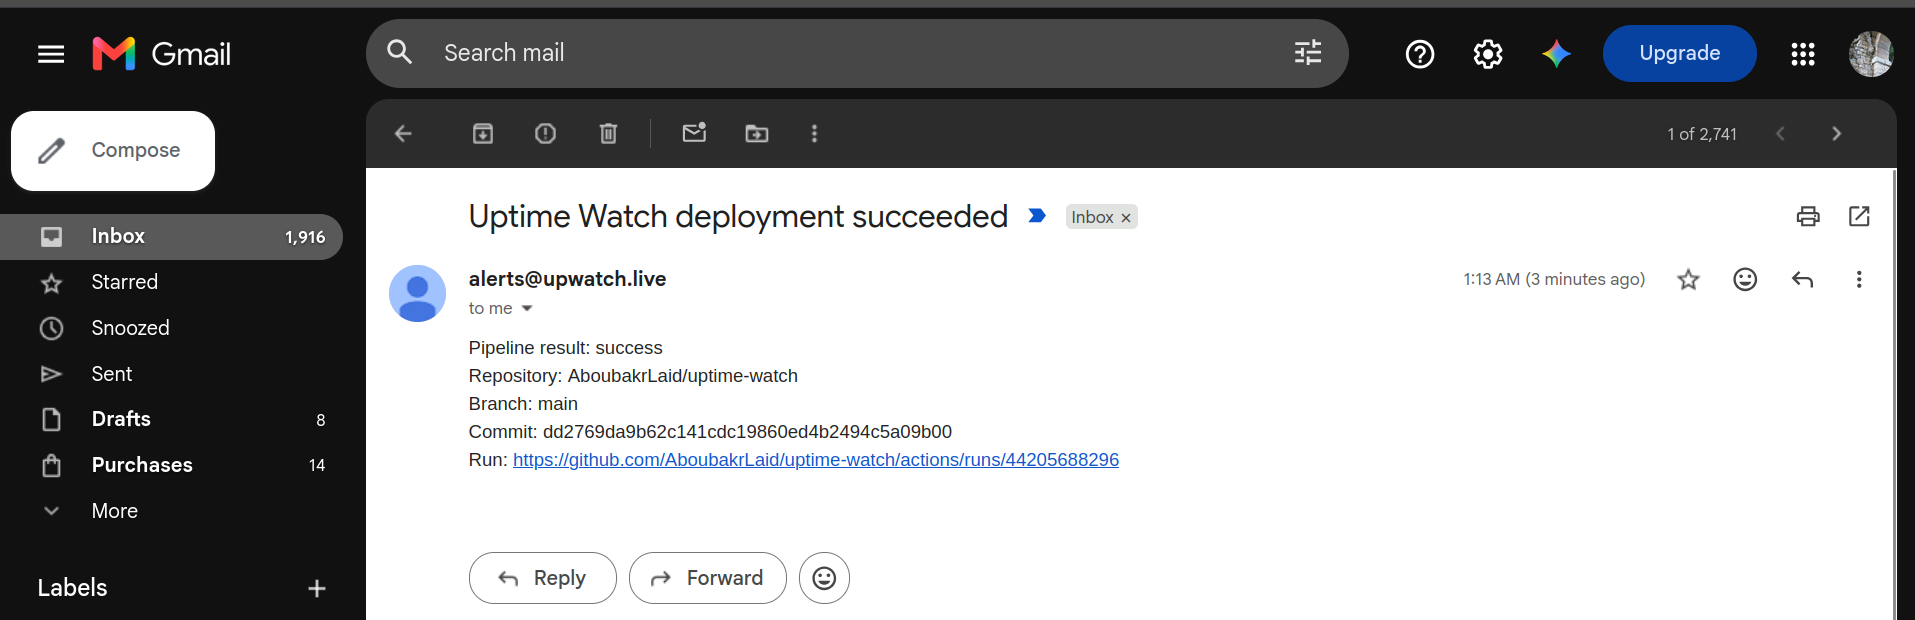 Gmail
Search mail
Upgrade
Compose
1 of 2,741
Inbox 1,916
Starred
Snoozed
Sent
Drafts 8
Purchases 14
More
Labels
Uptime Watch deployment succeeded Inbox
alerts@upwatch.live 1:13 AM (3 minutes ago)
to me
Pipeline result: success
Repository: AboubakrLaid/uptime-watch
Branch: main
Commit: dd2769da9b62c141cdc19860ed4b2494c5a09b00
Run: https://github.com/AboubakrLaid/uptime-watch/actions/runs/44205688296
Reply Forward